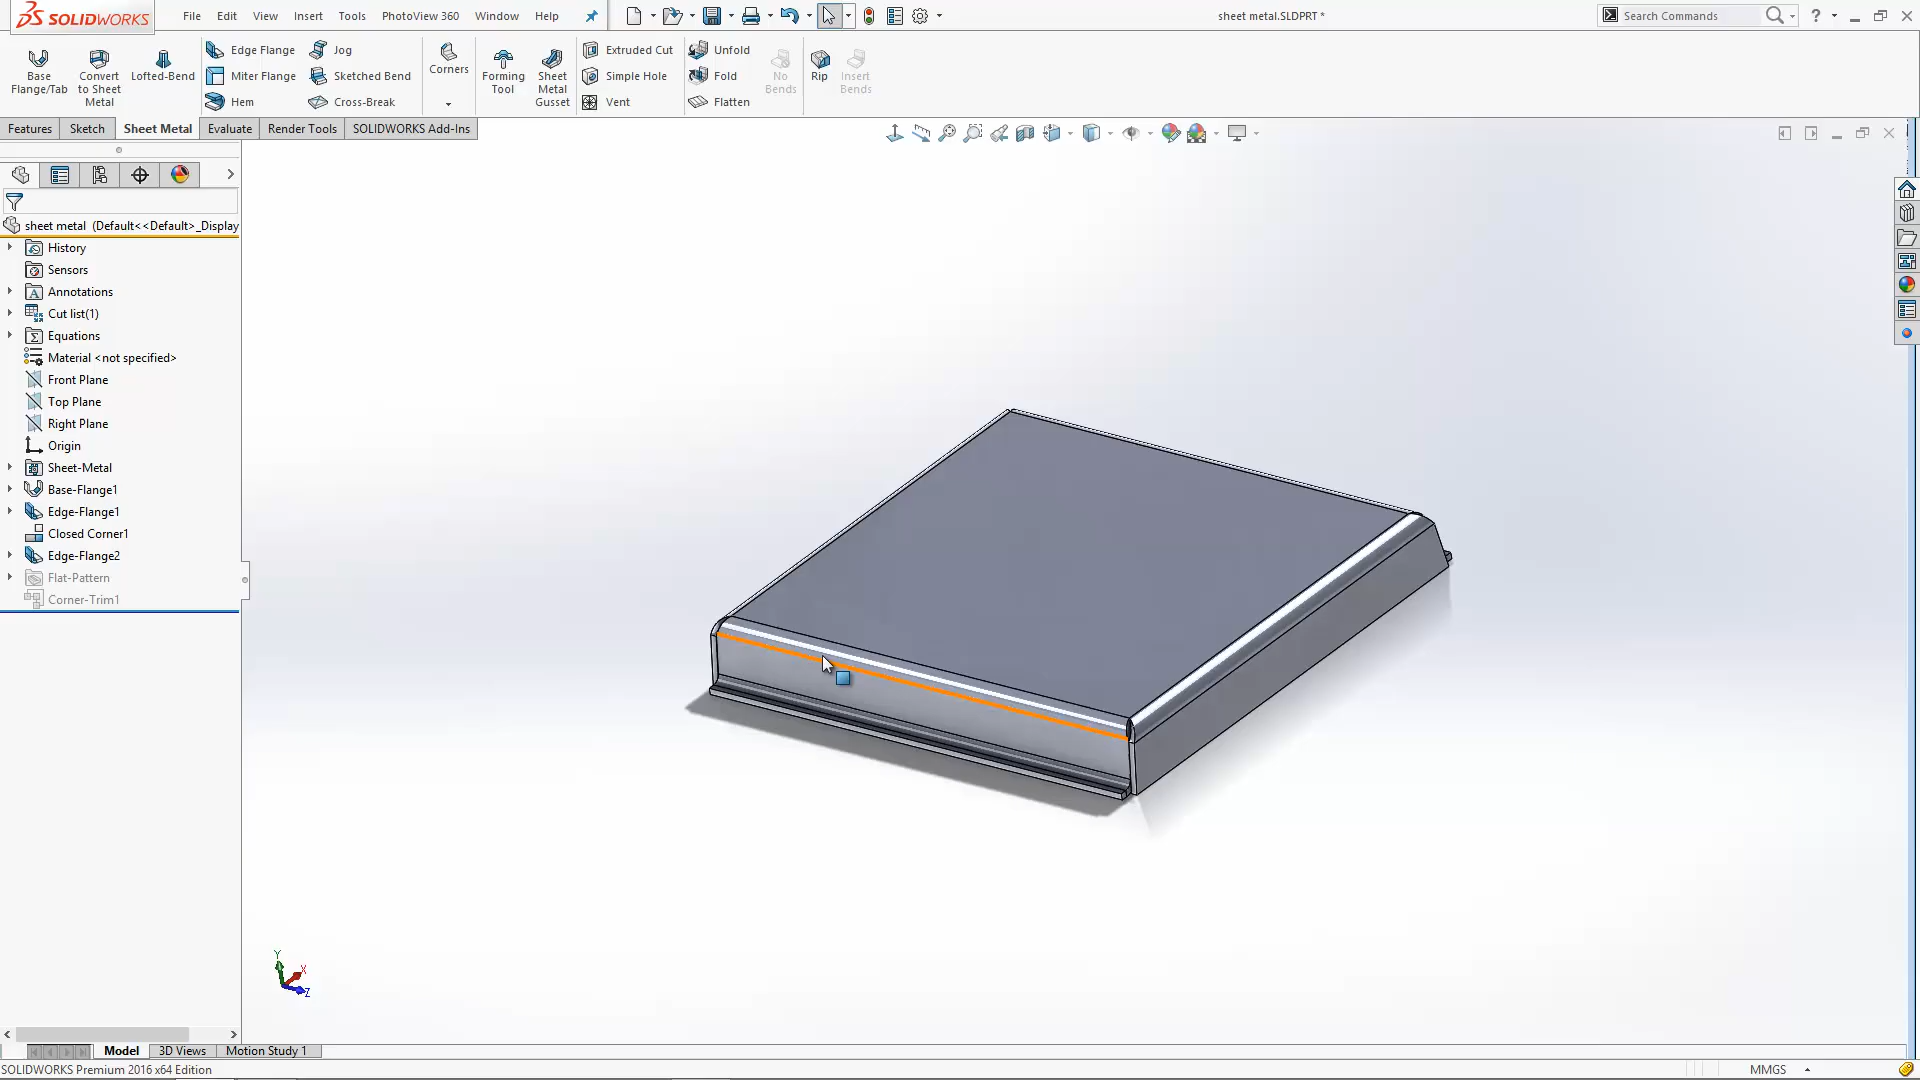 SOLIDWORKS File Edit View Insert Tools PhotoView 360 Window Help sheet metal.SLDPRT * Search Commands ?
Base Flange/Tab
Convert to Sheet Metal
Lofted-Bend
Edge Flange
Miter Flange
Hem
Jog
Sketched Bend
Cross-Break
Corners
Forming Tool
Sheet Metal Gusset
Extruded Cut
Simple Hole
Vent
Unfold
Fold
Flatten
No Bends
Rip
Insert Bends
Features Sketch Sheet Metal Evaluate Render Tools SOLIDWORKS Add-Ins
sheet metal (Default<<Default>_Display
History
Sensors
Annotations
Cut list(1)
Equations
Material <not specified>
Front Plane
Top Plane
Right Plane
Origin
Sheet-Metal
Base-Flange1
Edge-Flange1
Closed Corner1
Edge-Flange2
Flat-Pattern
Corner-Trim1
Y
X
Z
Model 3D Views Motion Study 1
SOLIDWORKS Premium 2016 x64 Edition MMGS